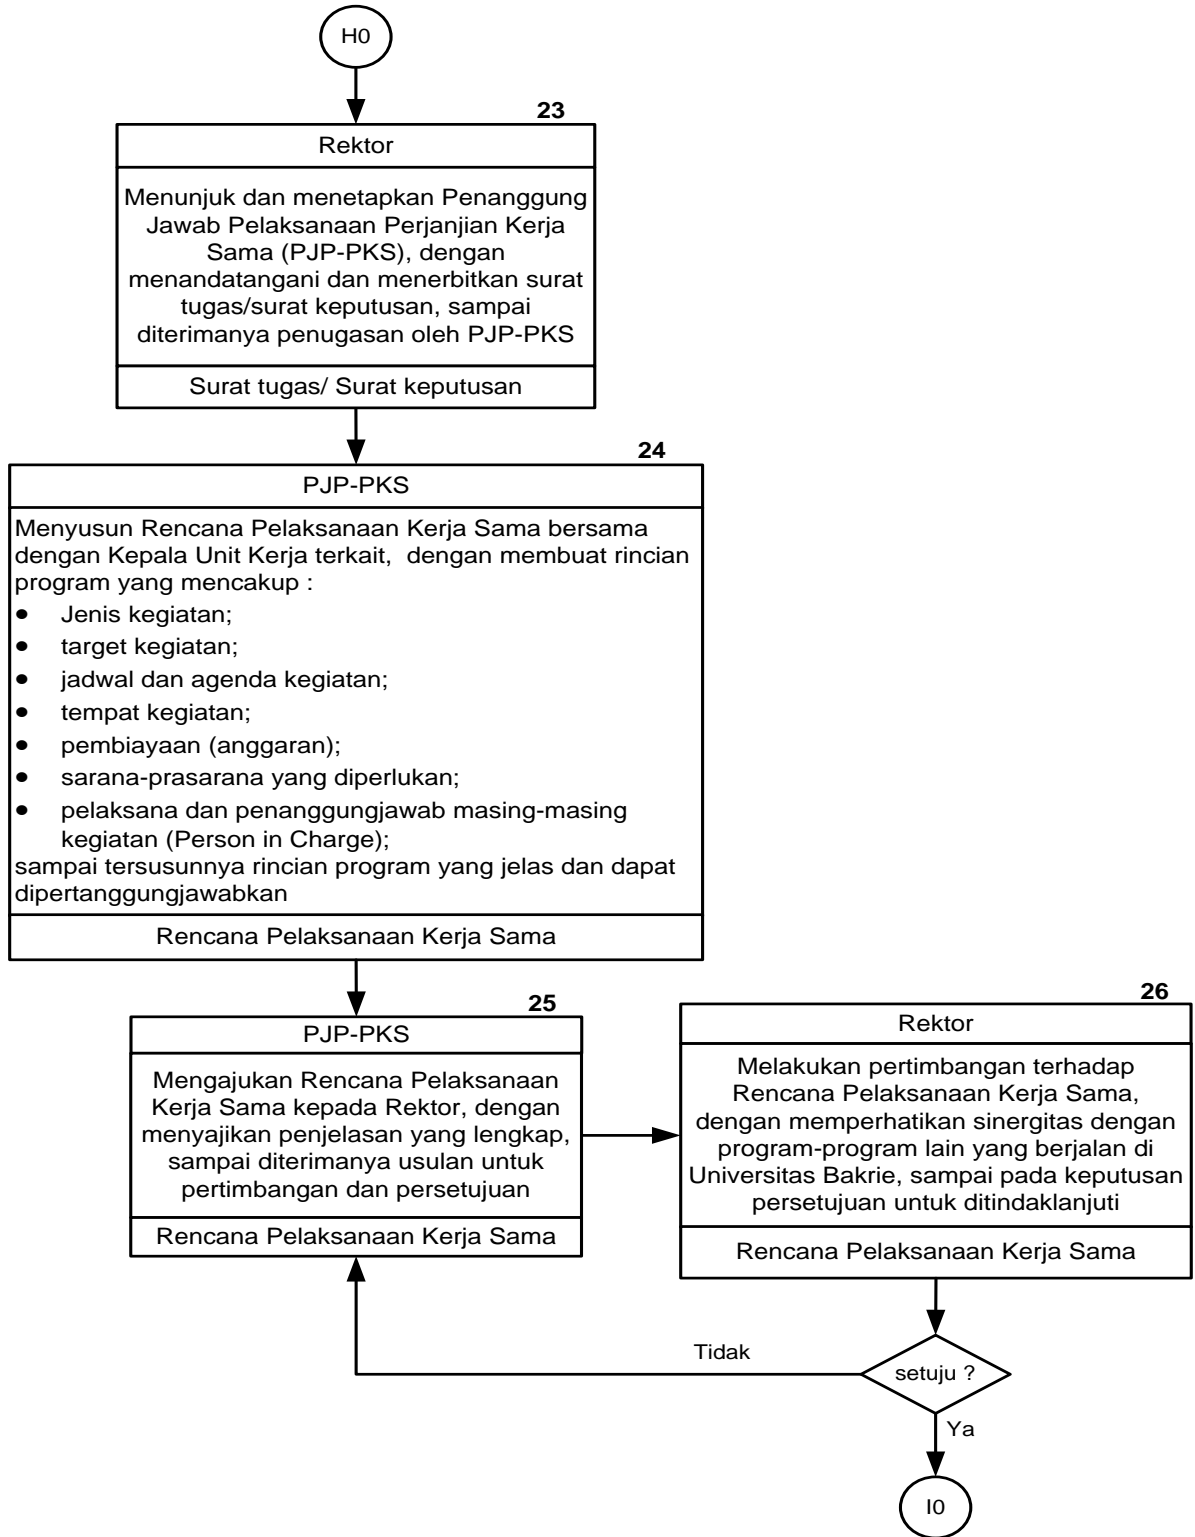 H0
23
Rektor
Menunjuk dan menetapkan Penanggung
Jawab Pelaksanaan Perjanjian Kerja
Sama (PJP-PKS), dengan
menandatangani dan menerbitkan surat
tugas/surat keputusan, sampai
diterimanya penugasan oleh PJP-PKS
Surat tugas/ Surat keputusan
24
PJP-PKS
Menyusun Rencana Pelaksanaan Kerja Sama bersama
dengan Kepala Unit Kerja terkait,  dengan membuat rincian
program yang mencakup :
• Jenis kegiatan;
• target kegiatan;
• jadwal dan agenda kegiatan;
• tempat kegiatan;
• pembiayaan (anggaran);
• sarana-prasarana yang diperlukan;
• pelaksana dan penanggungjawab masing-masing
kegiatan (Person in Charge);
sampai tersusunnya rincian program yang jelas dan dapat
dipertanggungjawabkan
Rencana Pelaksanaan Kerja Sama
25
PJP-PKS
Mengajukan Rencana Pelaksanaan
Kerja Sama kepada Rektor, dengan
menyajikan penjelasan yang lengkap,
sampai diterimanya usulan untuk
pertimbangan dan persetujuan
Rencana Pelaksanaan Kerja Sama
26
Rektor
Melakukan pertimbangan terhadap
Rencana Pelaksanaan Kerja Sama,
dengan memperhatikan sinergitas dengan
program-program lain yang berjalan di
Universitas Bakrie, sampai pada keputusan
persetujuan untuk ditindaklanjuti
Rencana Pelaksanaan Kerja Sama
Tidak
setuju ?
Ya
I0